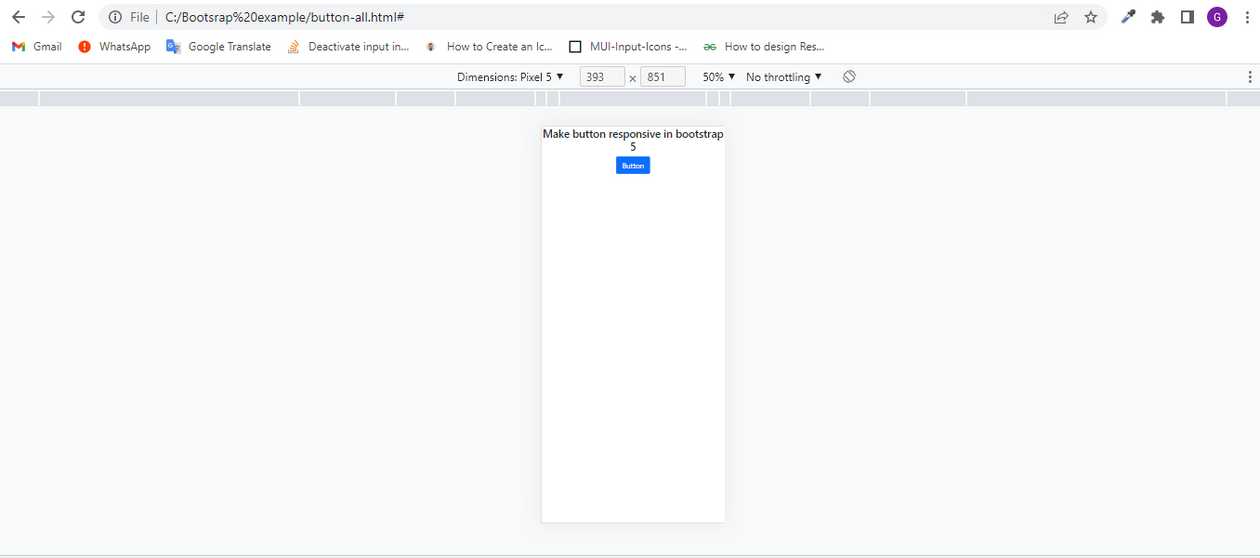 File | C:/Bootsrap%20example/button-all.html# G
Gmail WhatsApp Google Translate Deactivate input in... How to Create an Ic... MUI-Input-Icons -... How to design Res...
Dimensions: Pixel 5 ▼ 393 x 851 50% ▼ No throttling ▼
Make button responsive in bootstrap
5
Button